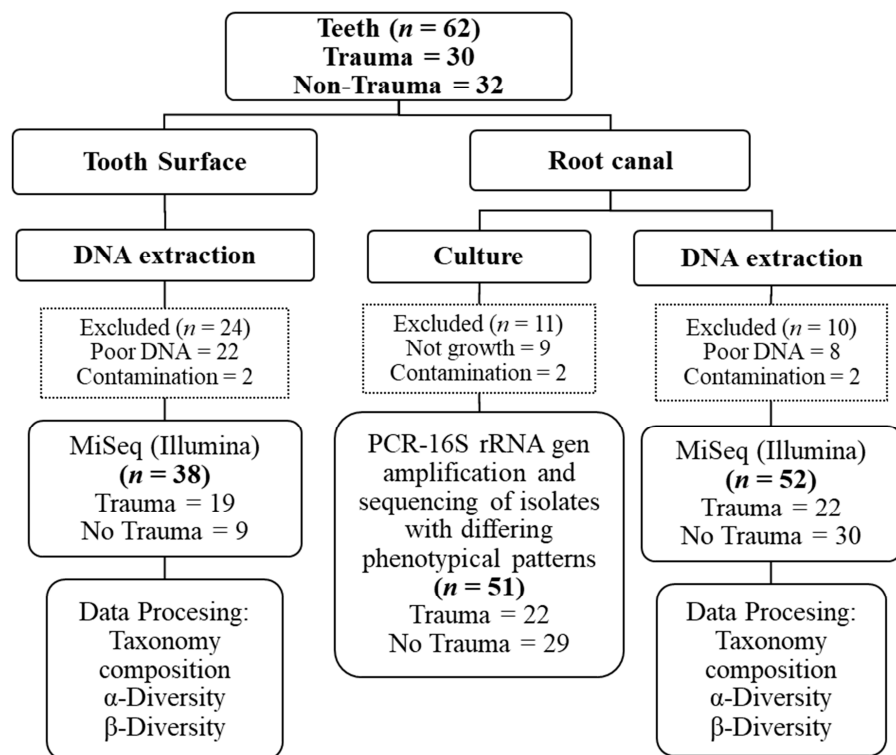 Teeth (n = 62)
Trauma = 30
Non-Trauma = 32
Tooth Surface
Root canal
DNA extraction
Culture
DNA extraction
Excluded (n = 24)
Poor DNA = 22
Contamination = 2
Excluded (n = 11)
Not growth = 9
Contamination = 2
Excluded (n = 10)
Poor DNA = 8
Contamination = 2
MiSeq (Illumina)
(n = 38)
Trauma = 19
No Trauma = 9
PCR-16S rRNA gen
amplification and
sequencing of isolates
with differing
phenotypical patterns
(n = 51)
Trauma = 22
No Trauma = 29
MiSeq (Illumina)
(n = 52)
Trauma = 22
No Trauma = 30
Data Procesing:
Taxonomy
composition
α-Diversity
β-Diversity
Data Procesing:
Taxonomy
composition
α-Diversity
β-Diversity